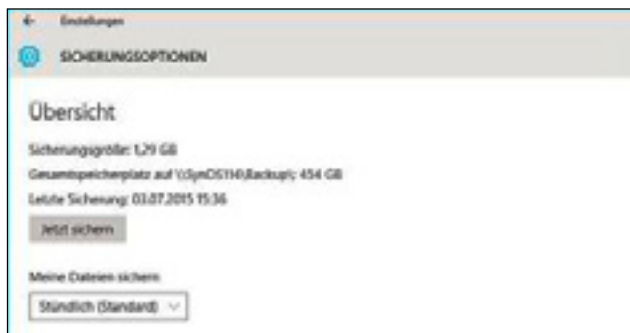 Einstellungen
SICHERUNGSOPTIONEN
Übersicht
Sicherungsgröße: 1,29 GB
Gesamtspeicherplatz auf \\SynDS114\Backup\: 454 GB
Letzte Sicherung: 03.07.2015 15:36
Jetzt sichern
Meine Dateien sichern
Stündlich (Standard)